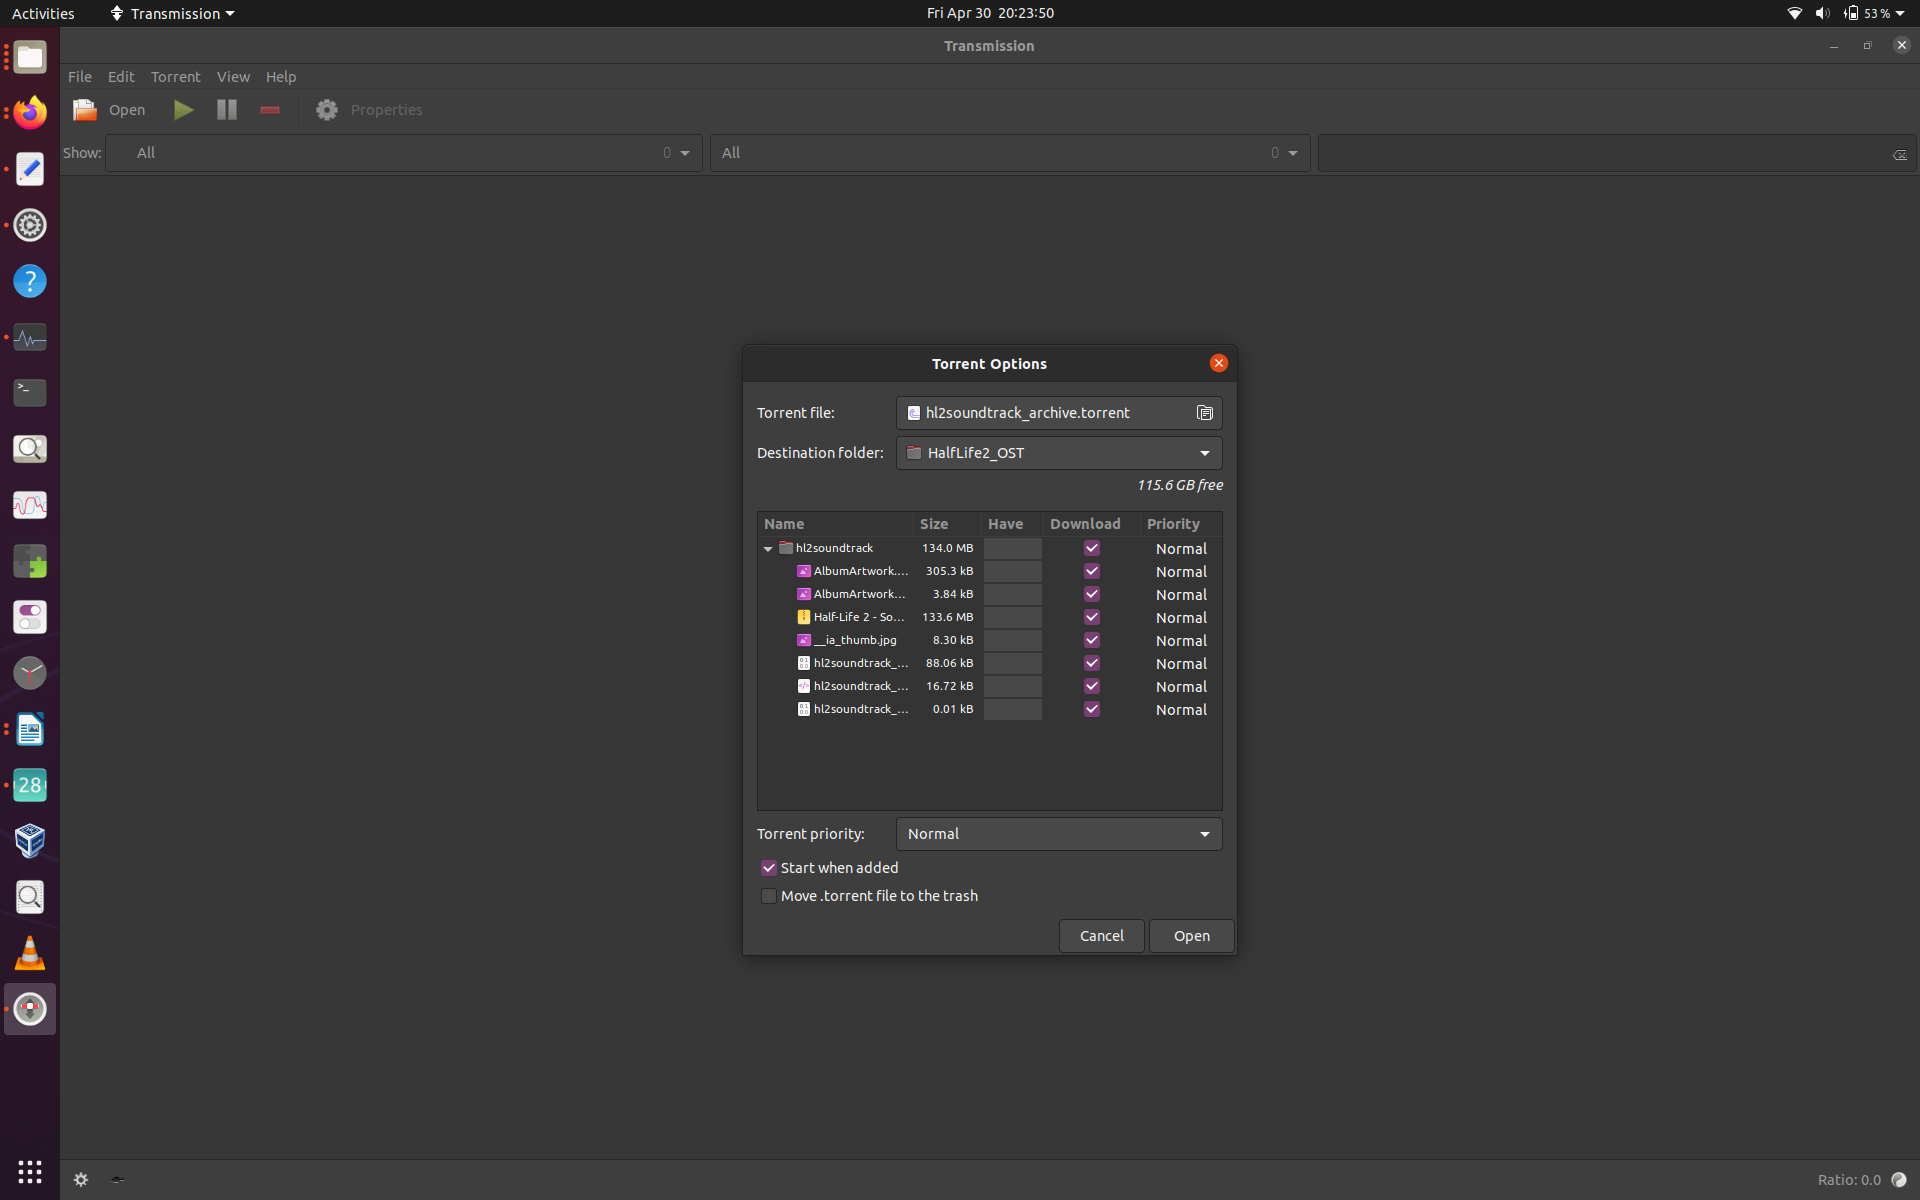 Activities Transmission Fri Apr 30 20:23:50 53 %
Transmission
File Edit Torrent View Help
Open Properties
Show: All 0 All 0
Torrent Options
Torrent file: hl2soundtrack_archive.torrent
Destination folder: HalfLife2_OST
115.6 GB free
Name Size Have Download Priority
hl2soundtrack 134.0 MB Normal
AlbumArtwork.... 305.3 kB Normal
AlbumArtwork... 3.84 kB Normal
Half-Life 2 - So... 133.6 MB Normal
__ia_thumb.jpg 8.30 kB Normal
hl2soundtrack_... 88.06 kB Normal
hl2soundtrack_... 16.72 kB Normal
hl2soundtrack_... 0.01 kB Normal
Torrent priority: Normal
Start when added
Move .torrent file to the trash
Cancel Open
28
Ratio: 0.0